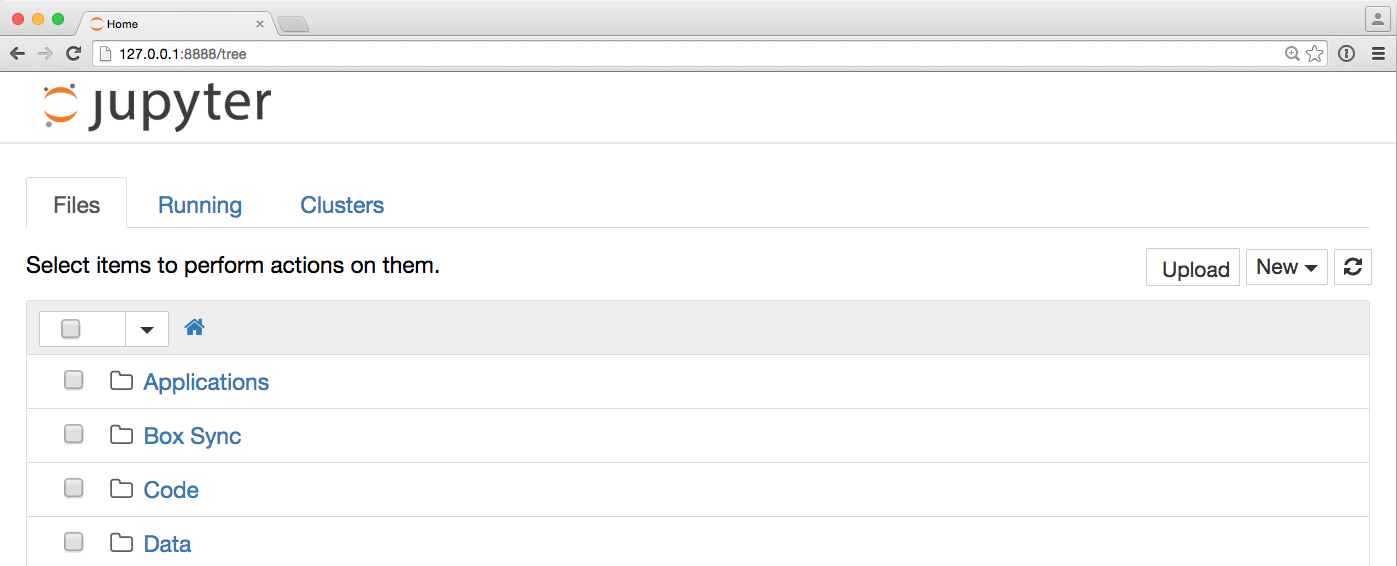 Home
127.0.0.1:8888/tree
jupyter
Files Running Clusters
Select items to perform actions on them. Upload New
Applications
Box Sync
Code
Data